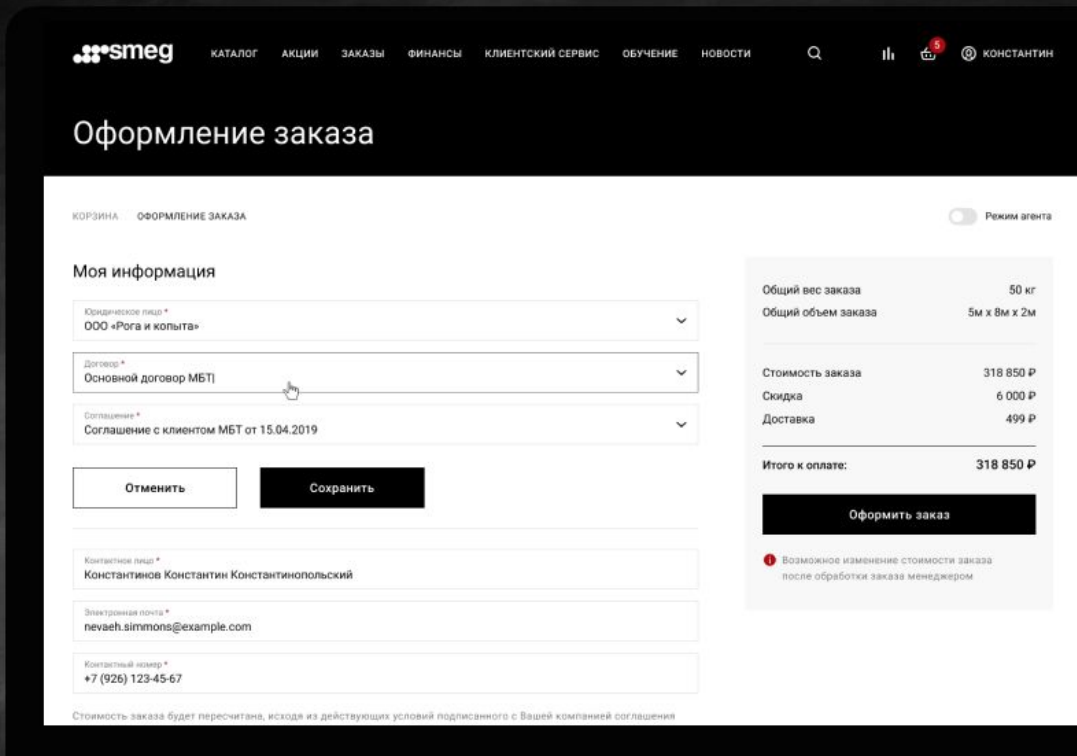 smeg КАТАЛОГ АКЦИИ ЗАКАЗЫ ФИНАНСЫ КЛИЕНТСКИЙ СЕРВИС ОБУЧЕНИЕ НОВОСТИ 5 КОНСТАНТИН
Оформление заказа
КОРЗИНА ОФОРМЛЕНИЕ ЗАКАЗА
Режим агента
Моя информация
Юридическое лицо *
ООО «Рога и копыта»
Договор *
Основной договор МБТ
Соглашение *
Соглашение с клиентом МБТ от 15.04.2019
Отменить Сохранить
Контактное лицо *
Константинов Константин Константинопольский
Электронная почта *
nevaeh.simmons@example.com
Контактный номер *
+7 (926) 123-45-67
Стоимость заказа будет пересчитана, исходя из действующих условий подписанного с Вашей компанией соглашения
Общий вес заказа 50 кг
Общий объем заказа 5м х 8м х 2м
Стоимость заказа 318 850 ₽
Скидка 6 000 ₽
Доставка 499 ₽
Итого к оплате: 318 850 ₽
Оформить заказ
Возможное изменение стоимости заказа
после обработки заказа менеджером